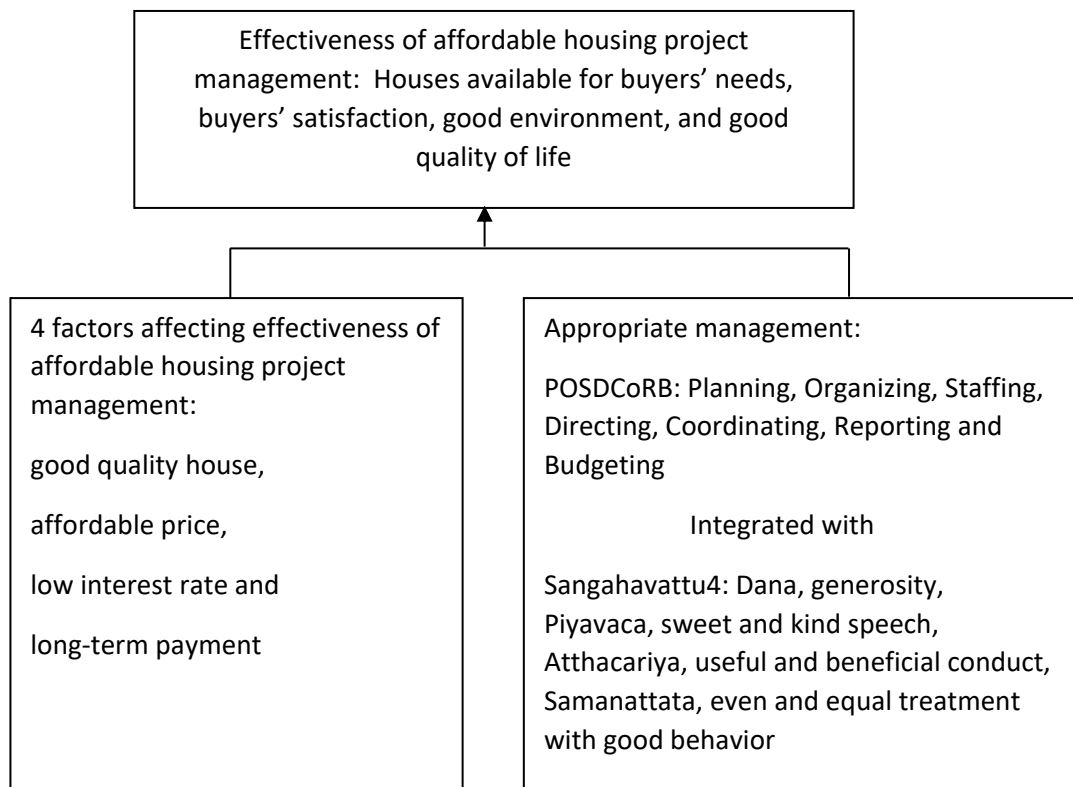 Effectiveness of affordable housing project
management:  Houses available for buyers’ needs,
buyers’ satisfaction, good environment, and good
quality of life
4 factors affecting effectiveness of
affordable housing project
management:
good quality house,
affordable price,
low interest rate and
long-term payment
Appropriate management:
POSDCoRB: Planning, Organizing, Staffing,
Directing, Coordinating, Reporting and
Budgeting
Integrated with
Sangahavattu4: Dana, generosity,
Piyavaca, sweet and kind speech,
Atthacariya, useful and beneficial conduct,
Samanattata, even and equal treatment
with good behavior